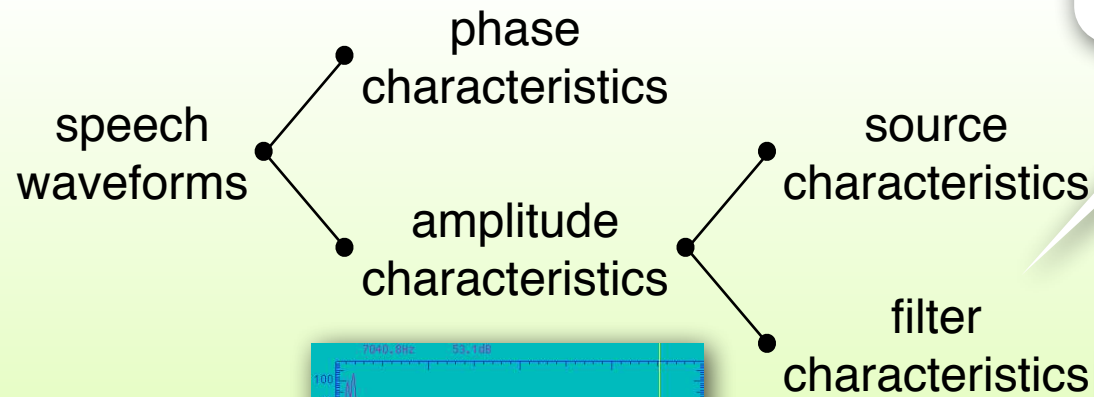 phase
characteristics
speech
waveforms
source
characteristics
amplitude
characteristics
filter
characteristics
7040.8Hz 53.1dB
100